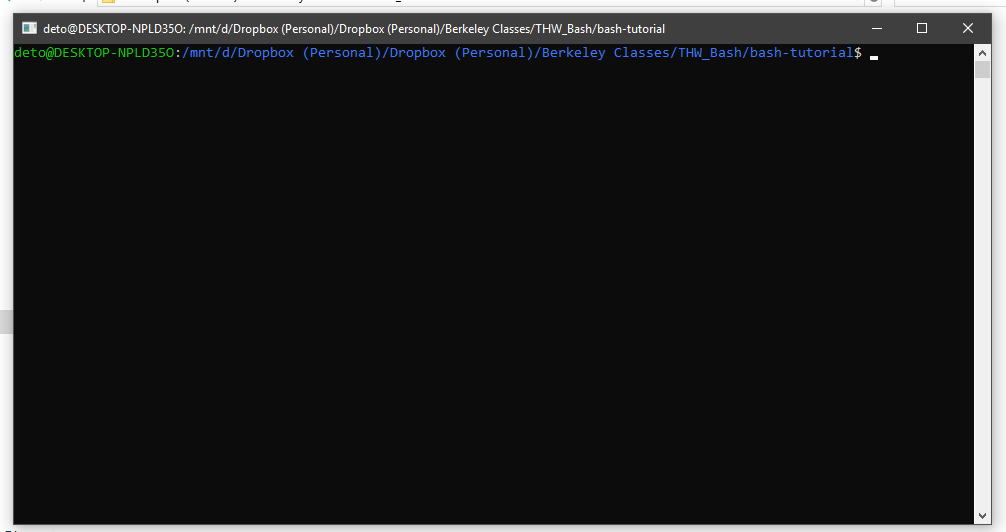 deto@DESKTOP-NPLD35O: /mnt/d/Dropbox (Personal)/Dropbox (Personal)/Berkeley Classes/THW_Bash/bash-tutorial
deto@DESKTOP-NPLD35O:/mnt/d/Dropbox (Personal)/Dropbox (Personal)/Berkeley Classes/THW_Bash/bash-tutorial$